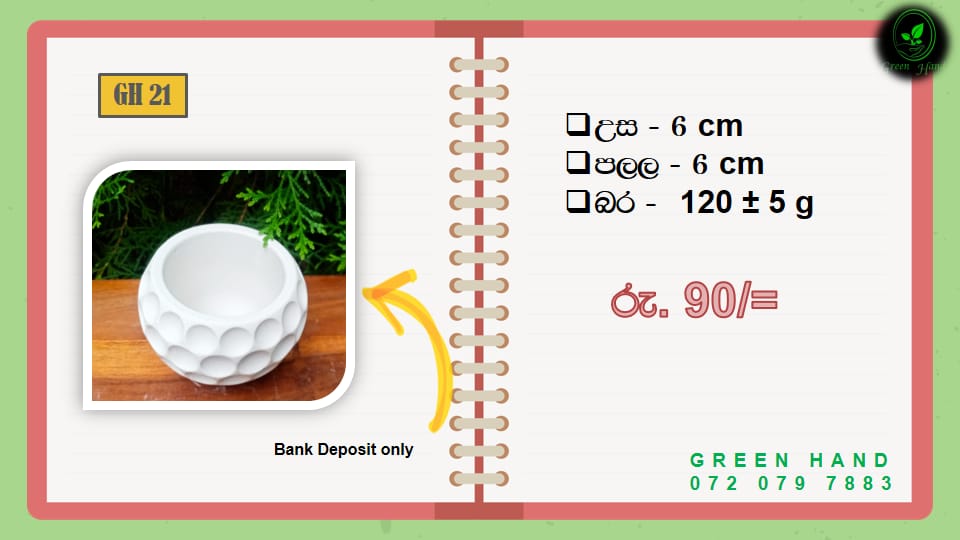 GH 21
Bank Deposit only
❑උස - 6 cm
❑පලල - 6 cm
❑බර - 120 ± 5 g
රු. 90/=
GREEN HAND
072 079 7883
Green Hand